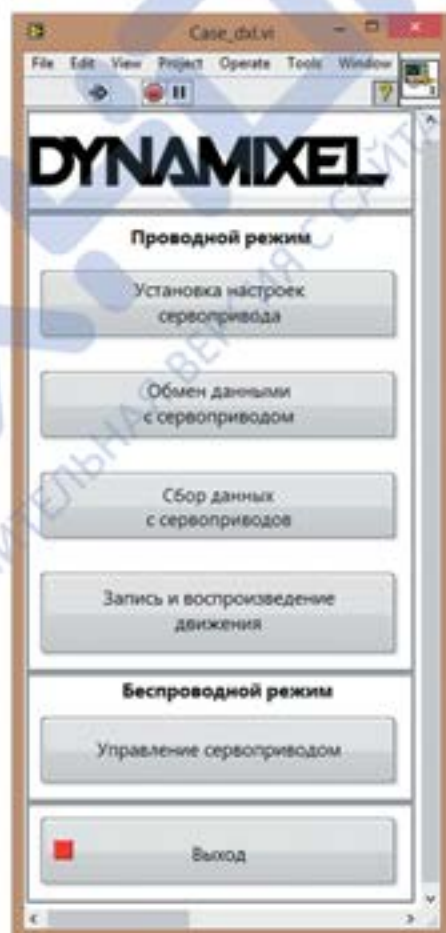 Case_dxl.vi
File Edit View Project Operate Tools Window
DYNAMIXEL
Проводной режим
Установка настроек
сервопривода
Обмен данными
с сервоприводом
Сбор данных
с сервоприводов
Запись и воспроизведение
движения
Беспроводной режим
Управление сервоприводом
Выход